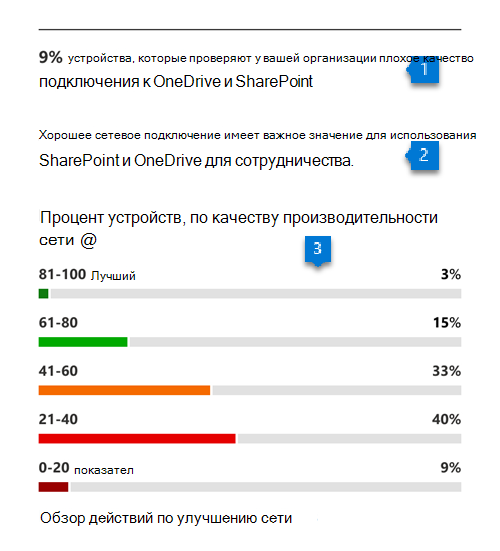 9% устройства, которые проверяют у вашей организации плохое качество
1
подключения к OneDrive и SharePoint
Хорошее сетевое подключение имеет важное значение для использования
SharePoint и OneDrive для сотрудничества.
2
Процент устройств, по качеству производительности
сети @
3
81-100 Лучший 3%
61-80 15%
41-60 33%
21-40 40%
0-20 показател 9%
Обзор действий по улучшению сети